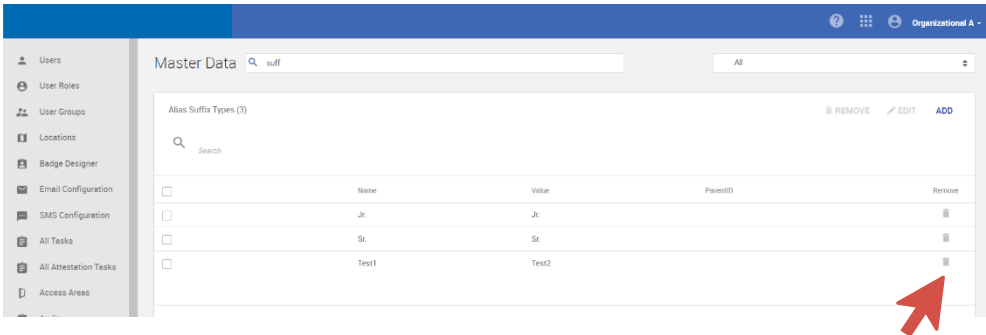 Organizational A
Users
User Roles
User Groups
Locations
Badge Designer
Email Configuration
SMS Configuration
All Tasks
All Attestation Tasks
Access Areas
Master Data suff All
Alias Suffix Types (3) REMOVE EDIT ADD
Search
Name Value ParentID Remove
Jr. Jr.
Sr. Sr.
Test1 Test2